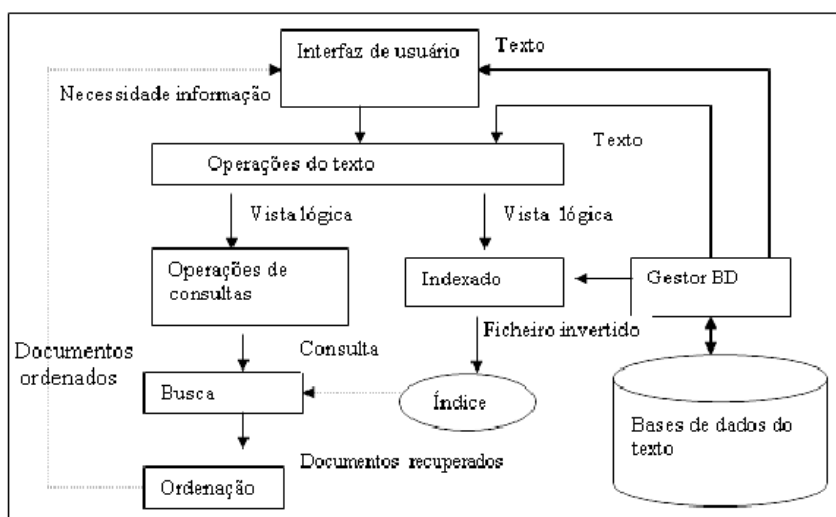 Interfaz de usuário
Texto
Necessidade informação
Operações do texto
Texto
Vista lógica
Vista lógica
Operações de
consultas
Indexado
Gestor BD
Ficheiro invertido
Documentos
ordenados
Consulta
Busca
Índice
Bases de dados do
texto
Documentos recuperados
Ordenação